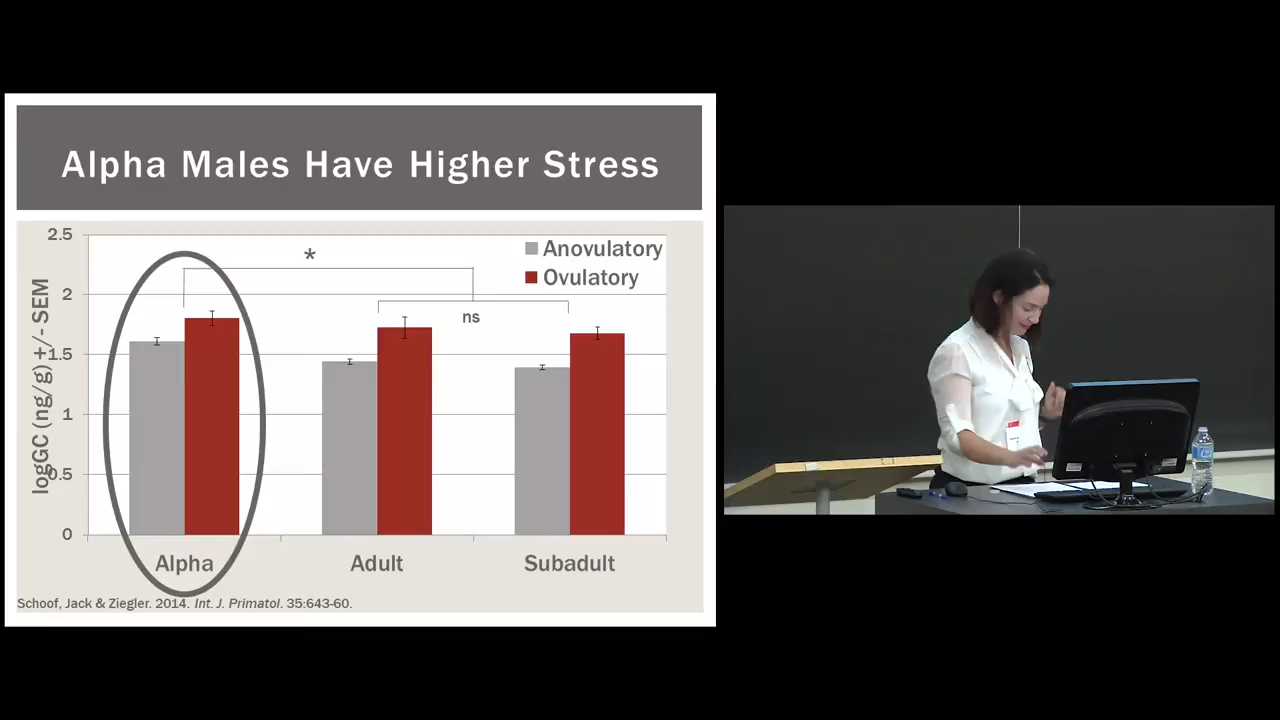 Alpha Males Have Higher Stress
2.5
2
1.5
1
0.5
0
logGC (ng/g) +/- SEM
*
ns
Anovulatory
Ovulatory
Alpha
Adult
Subadult
Schoof, Jack & Ziegler. 2014. Int. J. Primatol. 35:643-60.